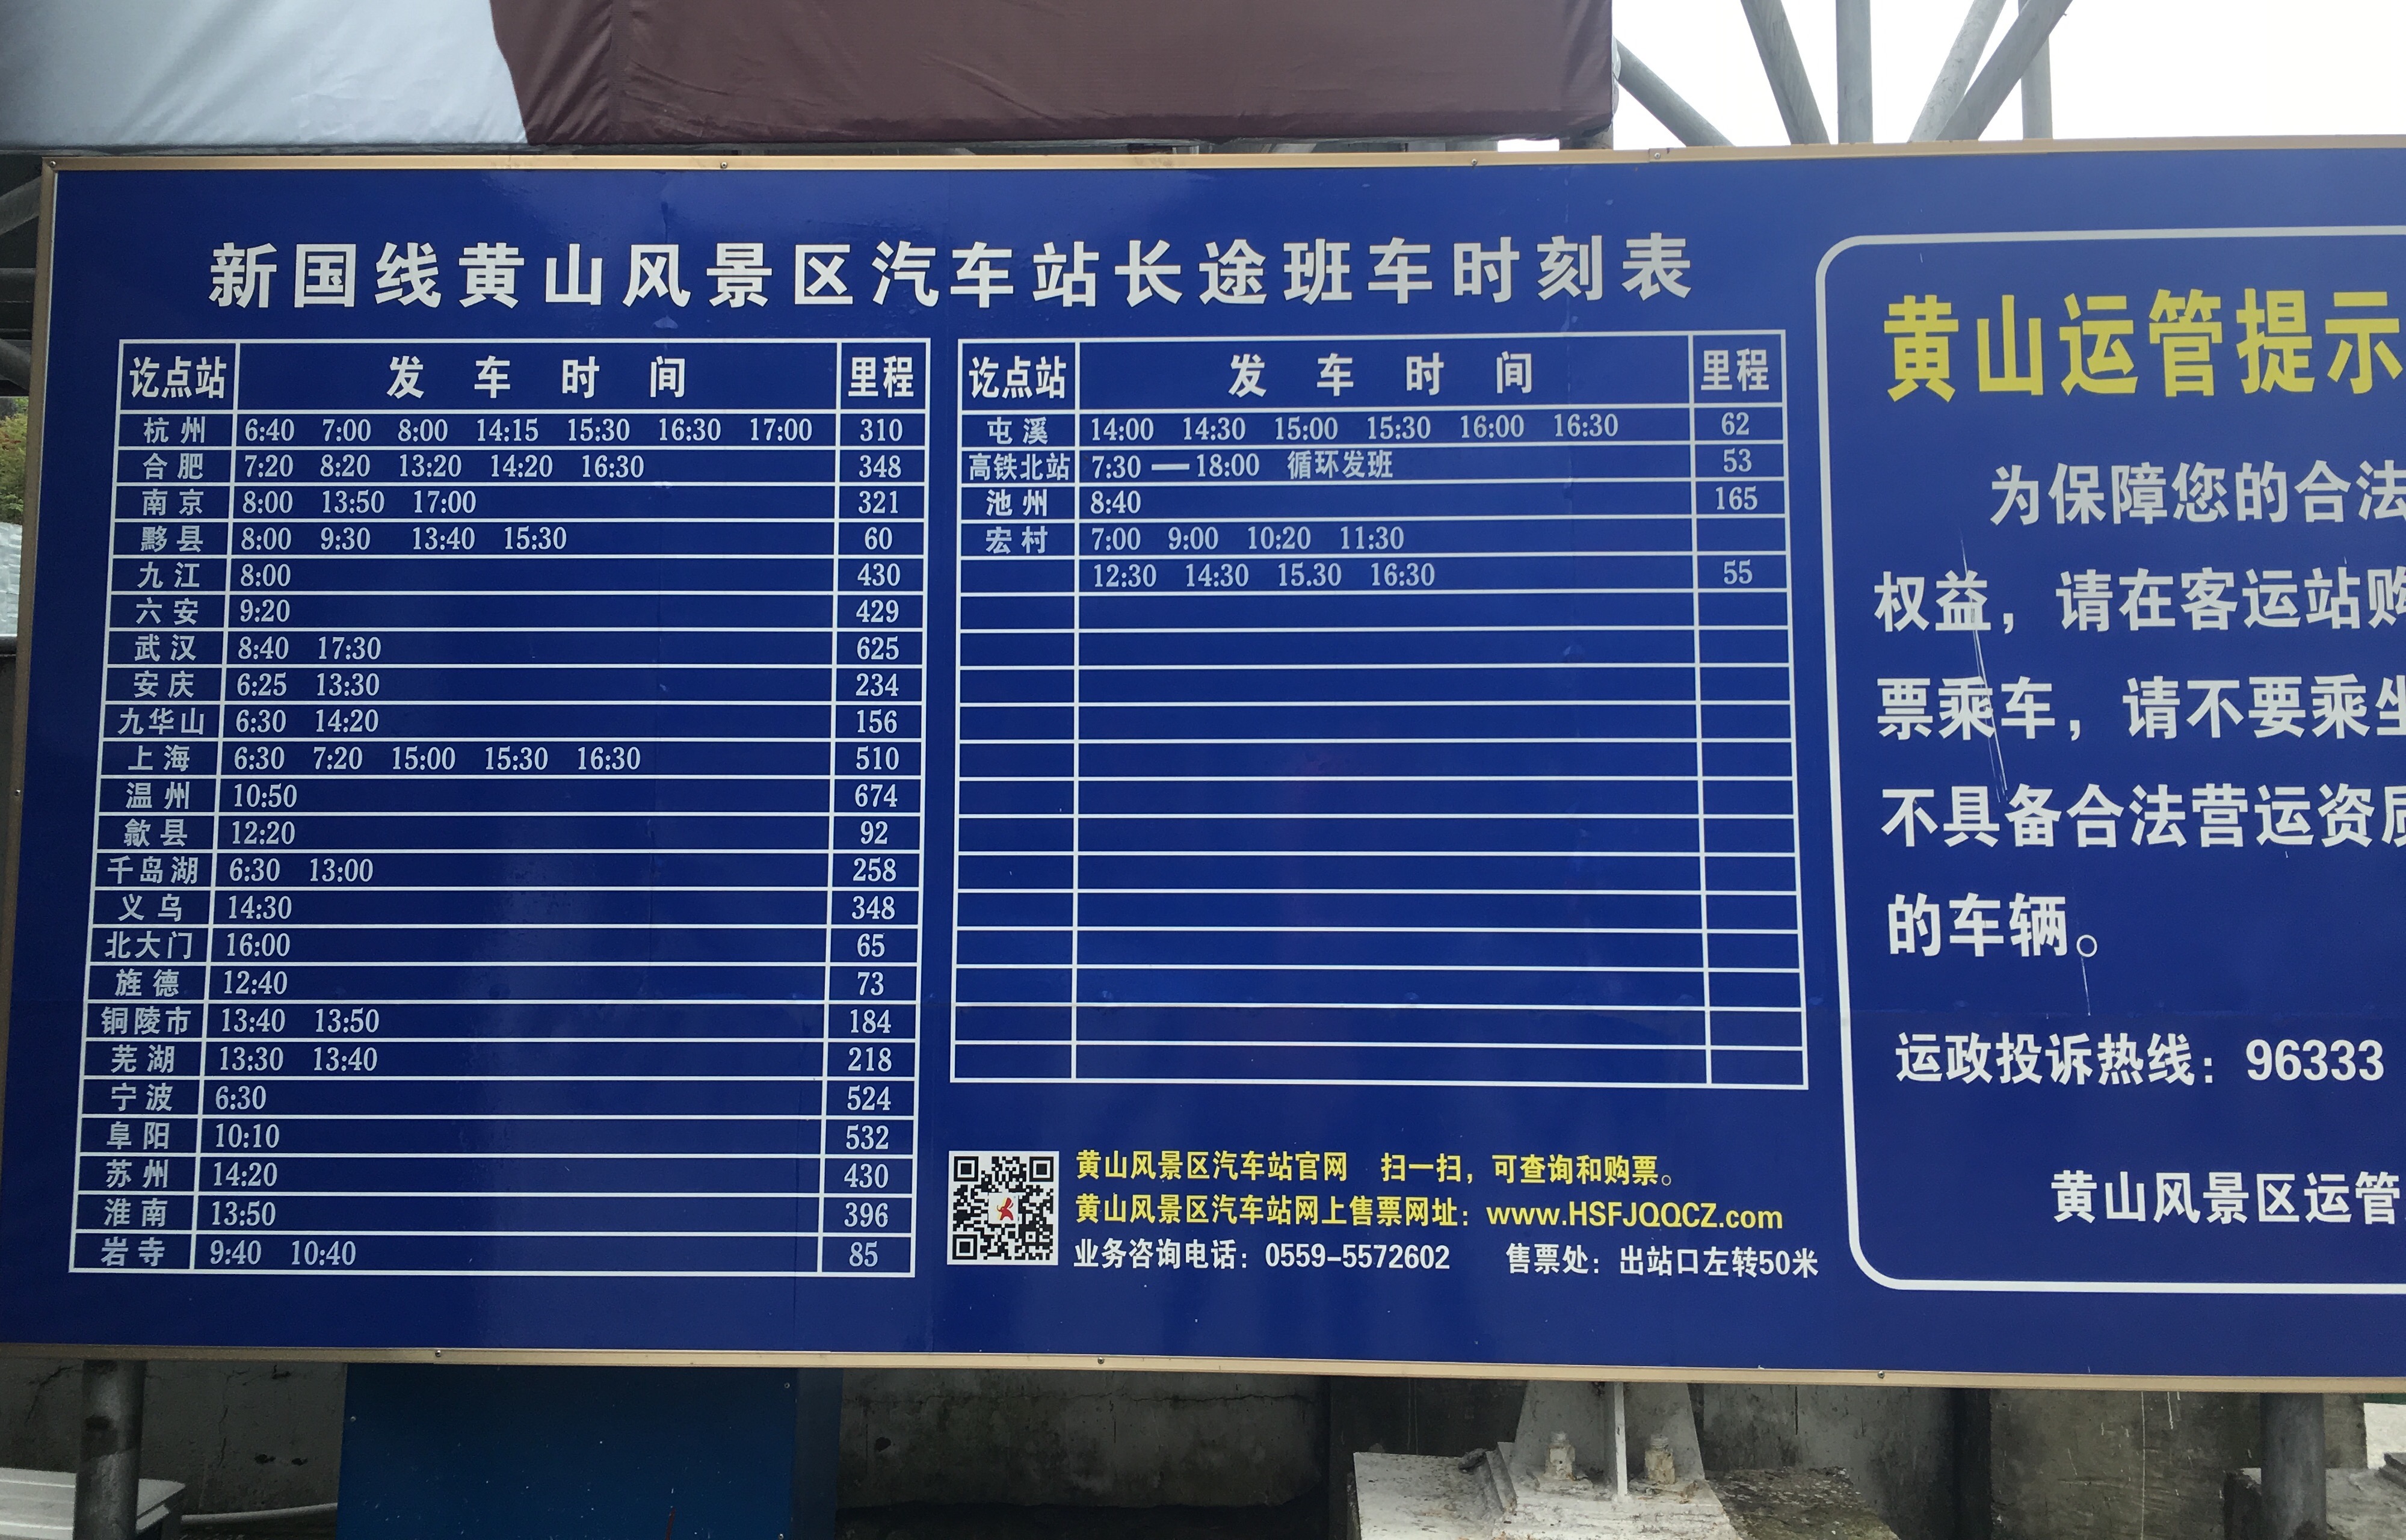 新国线黄山风景区汽车站长途班车时刻表
讫点站 发车时间 里程
杭州 6:40 7:00 8:00 14:15 15:30 16:30 17:00 310
合肥 7:20 8:20 13:20 14:20 16:30 348
南京 8:00 13:50 17:00 321
黟县 8:00 9:30 13:40 15:30 60
九江 8:00 430
六安 9:20 429
武汉 8:40 17:30 625
安庆 6:25 13:30 234
九华山 6:30 14:20 156
上海 6:30 7:20 15:00 15:30 16:30 510
温州 10:50 674
歙县 12:20 92
千岛湖 6:30 13:00 258
义乌 14:30 348
北大门 16:00 65
旌德 12:40 73
铜陵市 13:40 13:50 184
芜湖 13:30 13:40 218
宁波 6:30 524
阜阳 10:10 532
苏州 14:20 430
淮南 13:50 396
岩寺 9:40 10:40 85
讫点站 发车时间 里程
屯溪 14:00 14:30 15:00 15:30 16:00 16:30 62
高铁北站 7:30 — 18:00 循环发班 53
池州 8:40 165
宏村 7:00 9:00 10:20 11:30
12:30 14:30 15.30 16:30 55
黄山风景区汽车站官网 扫一扫，可查询和购票。
黄山风景区汽车站网上售票网址：www.HSFJQQCZ.com
业务咨询电话：0559-5572602 售票处：出站口左转50米
黄山运管提示
为保障您的合法
权益，请在客运站购
票乘车，请不要乘坐
不具备合法营运资质
的车辆。
运政投诉热线：96333
黄山风景区运管